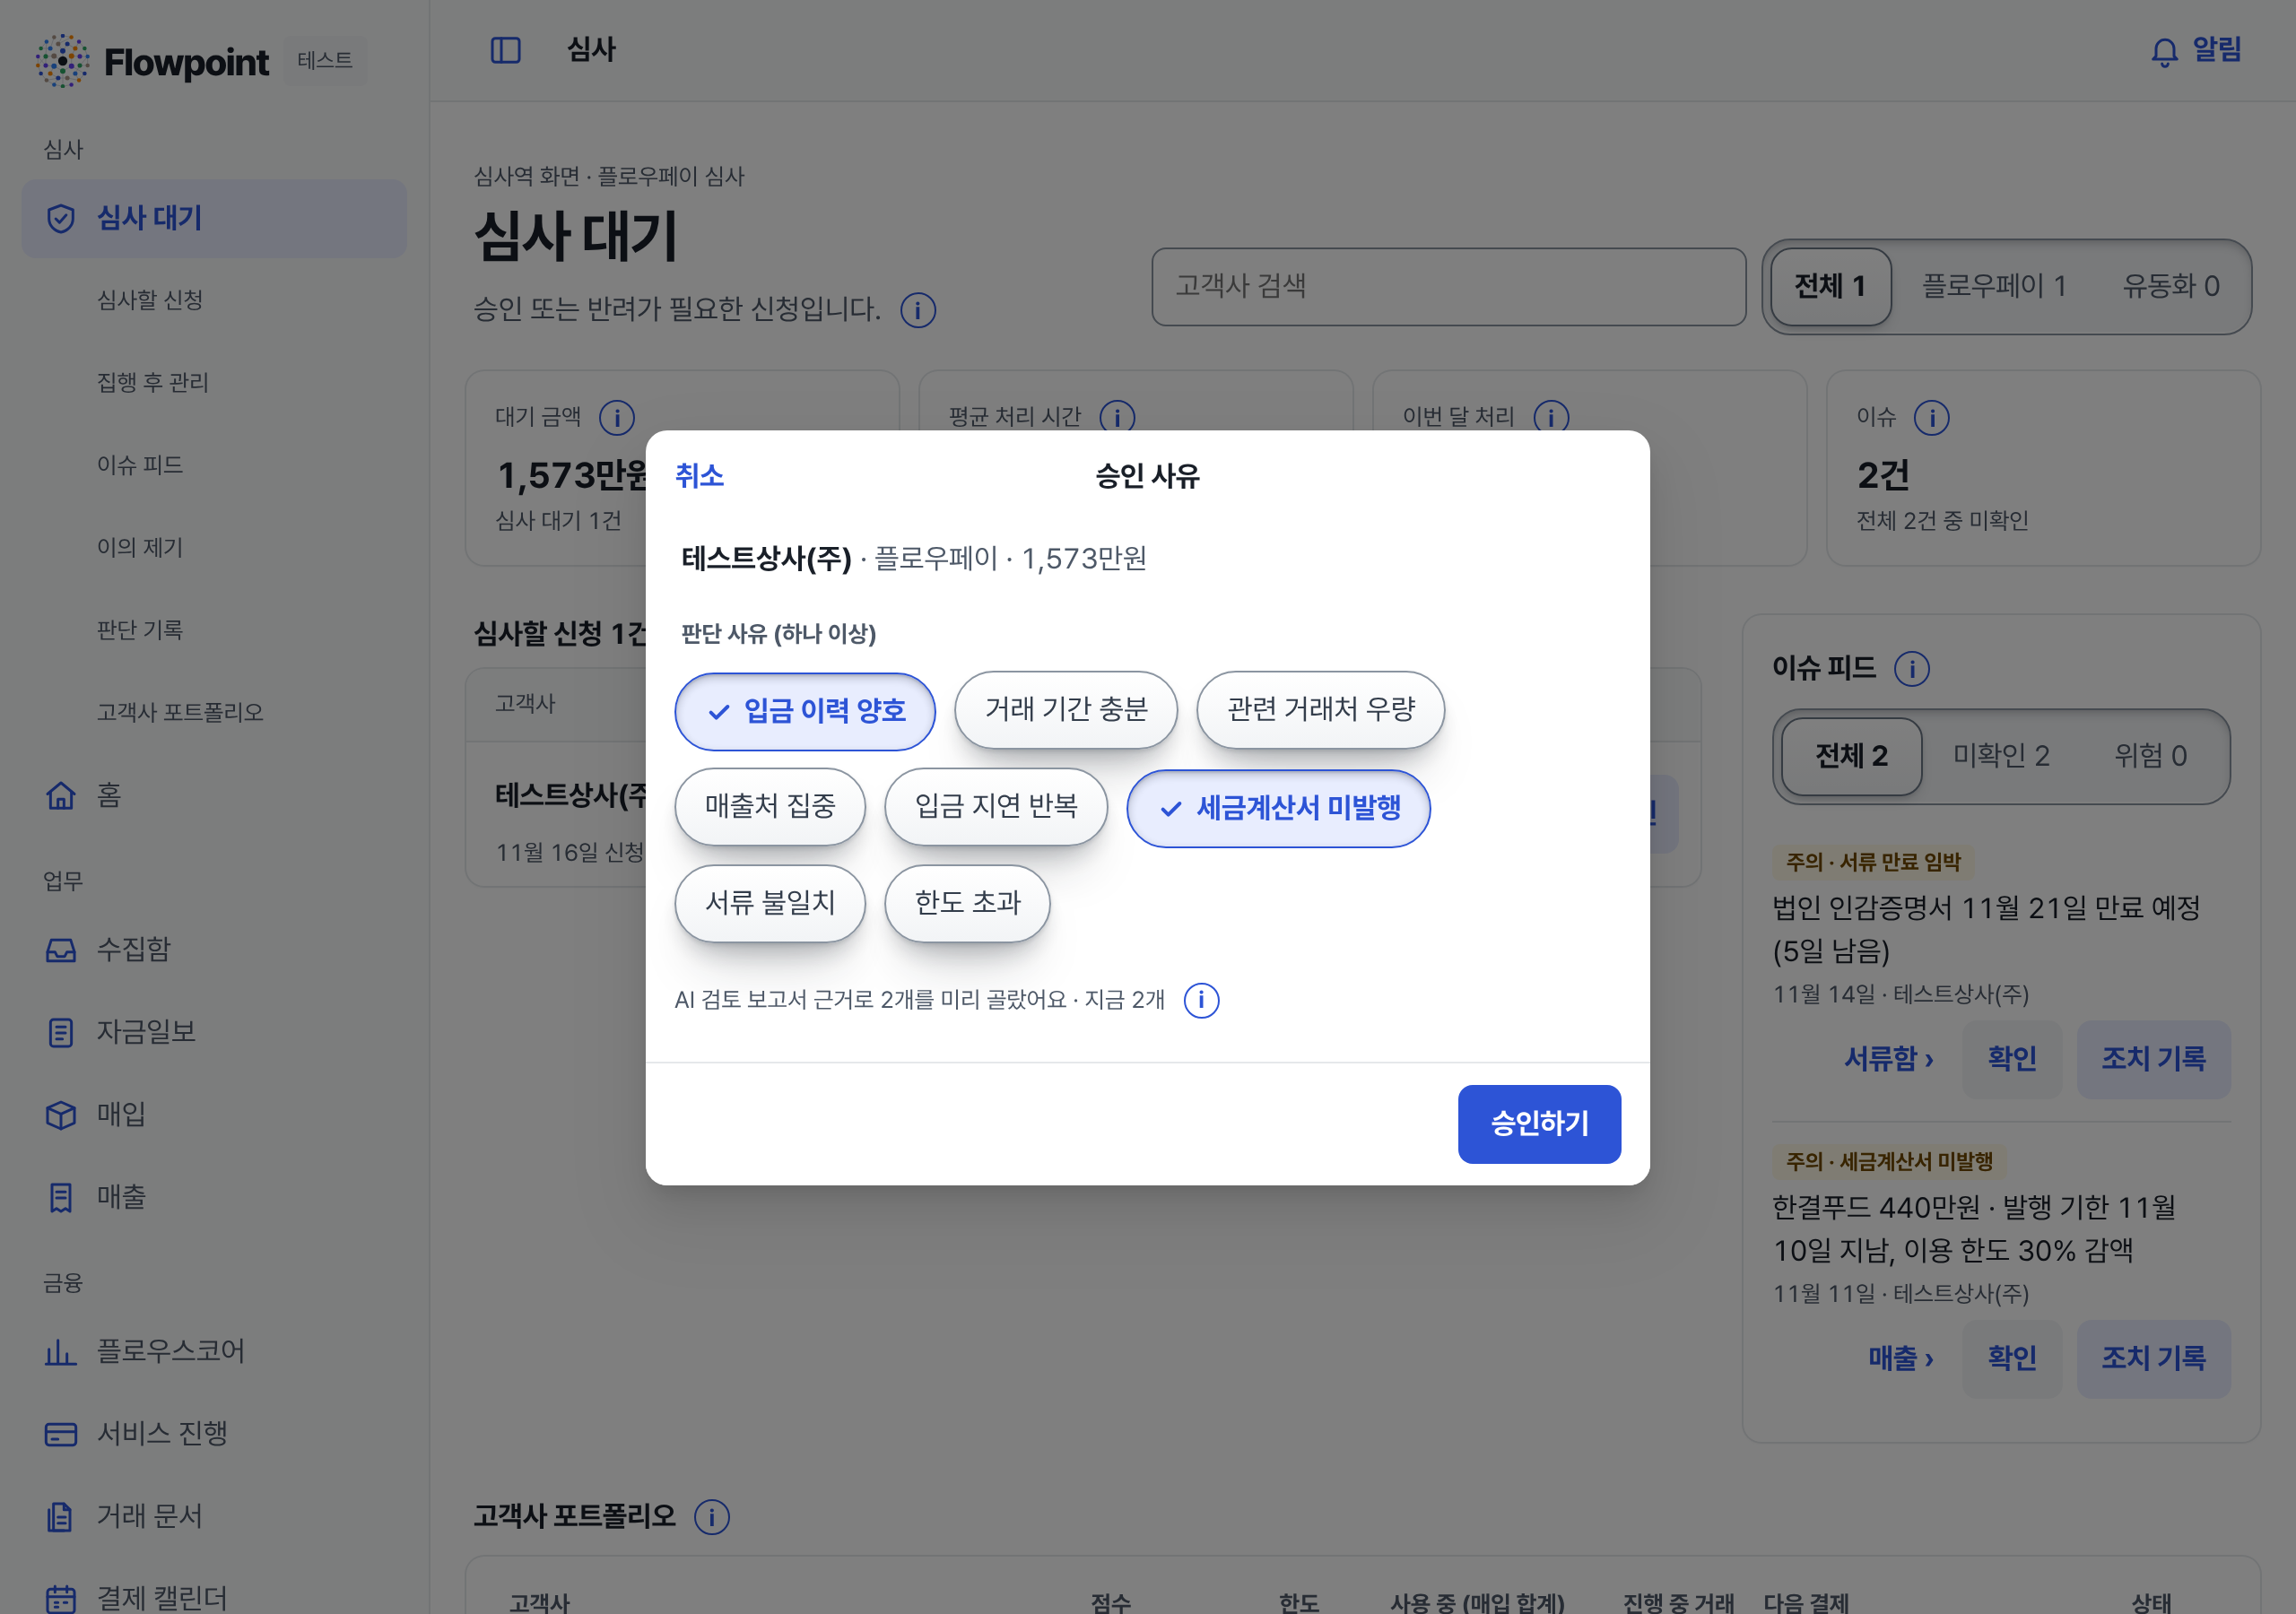 Flowpoint 테스트
심사
심사 대기
심사할 신청
집행 후 관리
이슈 피드
이의 제기
판단 기록
고객사 포트폴리오
홈
업무
수집함
자금일보
매입
매출
금융
플로우스코어
서비스 진행
거래 문서
결제 캘린더
심사
알림
심사역 화면 · 플로우페이 심사
심사 대기
승인 또는 반려가 필요한 신청입니다.
고객사 검색
전체 1 플로우페이 1 유동화 0
대기 금액
1,573만원
심사 대기 1건
평균 처리 시간
이번 달 처리
이슈
2건
전체 2건 중 미확인
심사할 신청 1건
고객사
테스트상사(주
11월 16일 신청
취소
승인 사유
테스트상사(주) · 플로우페이 · 1,573만원
판단 사유 (하나 이상)
입금 이력 양호 거래 기간 충분 관련 거래처 우량
매출처 집중 입금 지연 반복 세금계산서 미발행
서류 불일치 한도 초과
AI 검토 보고서 근거로 2개를 미리 골랐어요 · 지금 2개
승인하기
이슈 피드
전체 2 미확인 2 위험 0
주의 · 서류 만료 임박
법인 인감증명서 11월 21일 만료 예정
(5일 남음)
11월 14일 · 테스트상사(주)
서류함 › 확인 조치 기록
주의 · 세금계산서 미발행
한결푸드 440만원 · 발행 기한 11월
10일 지남, 이용 한도 30% 감액
11월 11일 · 테스트상사(주)
매출 › 확인 조치 기록
고객사 포트폴리오
고객사 점수 한도 사용 중 (매입 합계) 진행 중 거래 다음 결제 상태